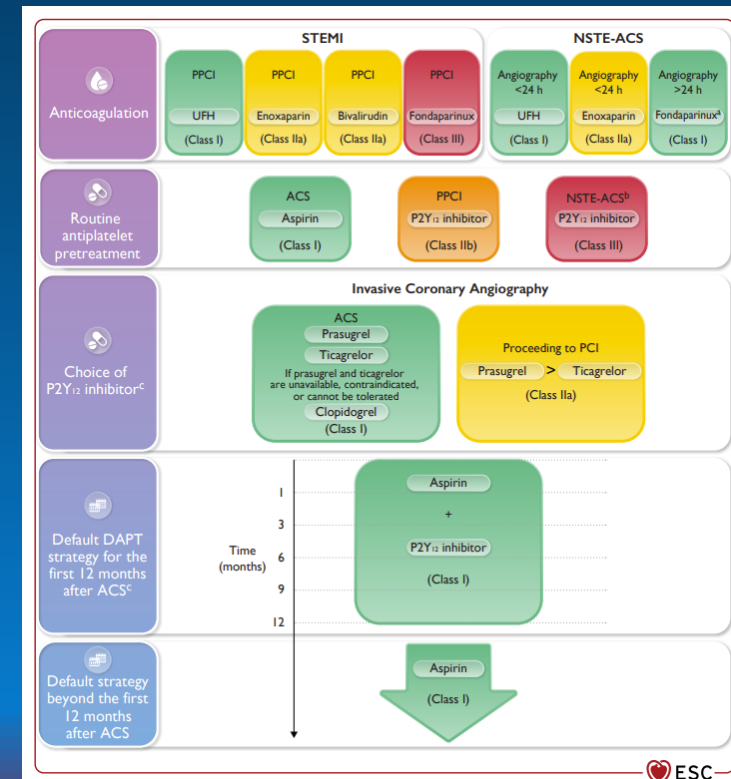 STEMI
NSTE-ACS
Anticoagulation
PPCI
UFH
(Class I)
PPCI
Enoxaparin
(Class IIa)
PPCI
Bivalirudin
(Class IIa)
PPCI
Fondaparinux
(Class III)
Angiography
<24 h
UFH
(Class I)
Angiography
<24 h
Enoxaparin
(Class IIa)
Angiography
>24 h
Fondaparinuxᵃ
(Class I)
Routine
antiplatelet
pretreatment
ACS
Aspirin
(Class I)
PPCI
P2Y₁₂ inhibitor
(Class IIb)
NSTE-ACSᵇ
P2Y₁₂ inhibitor
(Class III)
Invasive Coronary Angiography
Choice of
P2Y₁₂ inhibitorᶜ
ACS
Prasugrel
Ticagrelor
If prasugrel and ticagrelor
are unavailable, contraindicated,
or cannot be tolerated
Clopidogrel
(Class I)
Proceeding to PCI
Prasugrel > Ticagrelor
(Class IIa)
Default DAPT
strategy for the
first 12 months
after ACSᶜ
Time
(months)
1
3
6
9
12
Aspirin
+
P2Y₁₂ inhibitor
(Class I)
Default strategy
beyond the first
12 months
after ACS
Aspirin
(Class I)
ESC